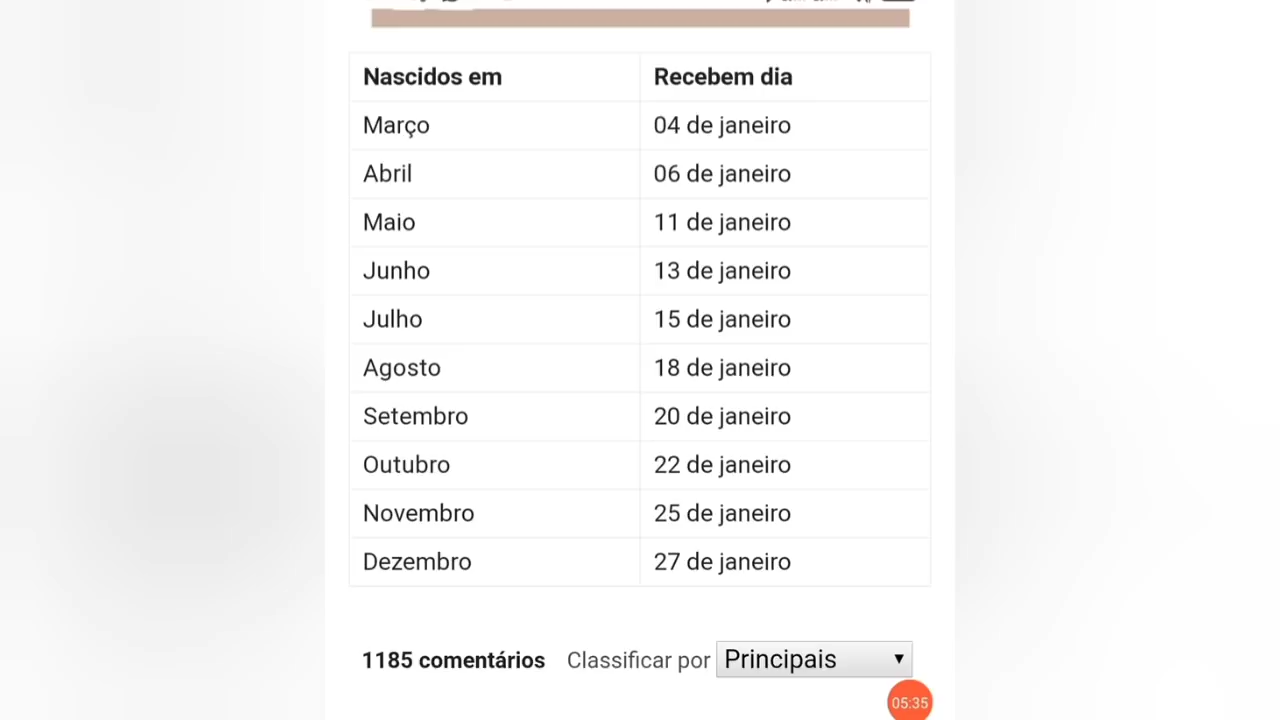 Nascidos em Recebem dia
Março 04 de janeiro
Abril 06 de janeiro
Maio 11 de janeiro
Junho 13 de janeiro
Julho 15 de janeiro
Agosto 18 de janeiro
Setembro 20 de janeiro
Outubro 22 de janeiro
Novembro 25 de janeiro
Dezembro 27 de janeiro
1185 comentários Classificar por Principais ▼
05:35